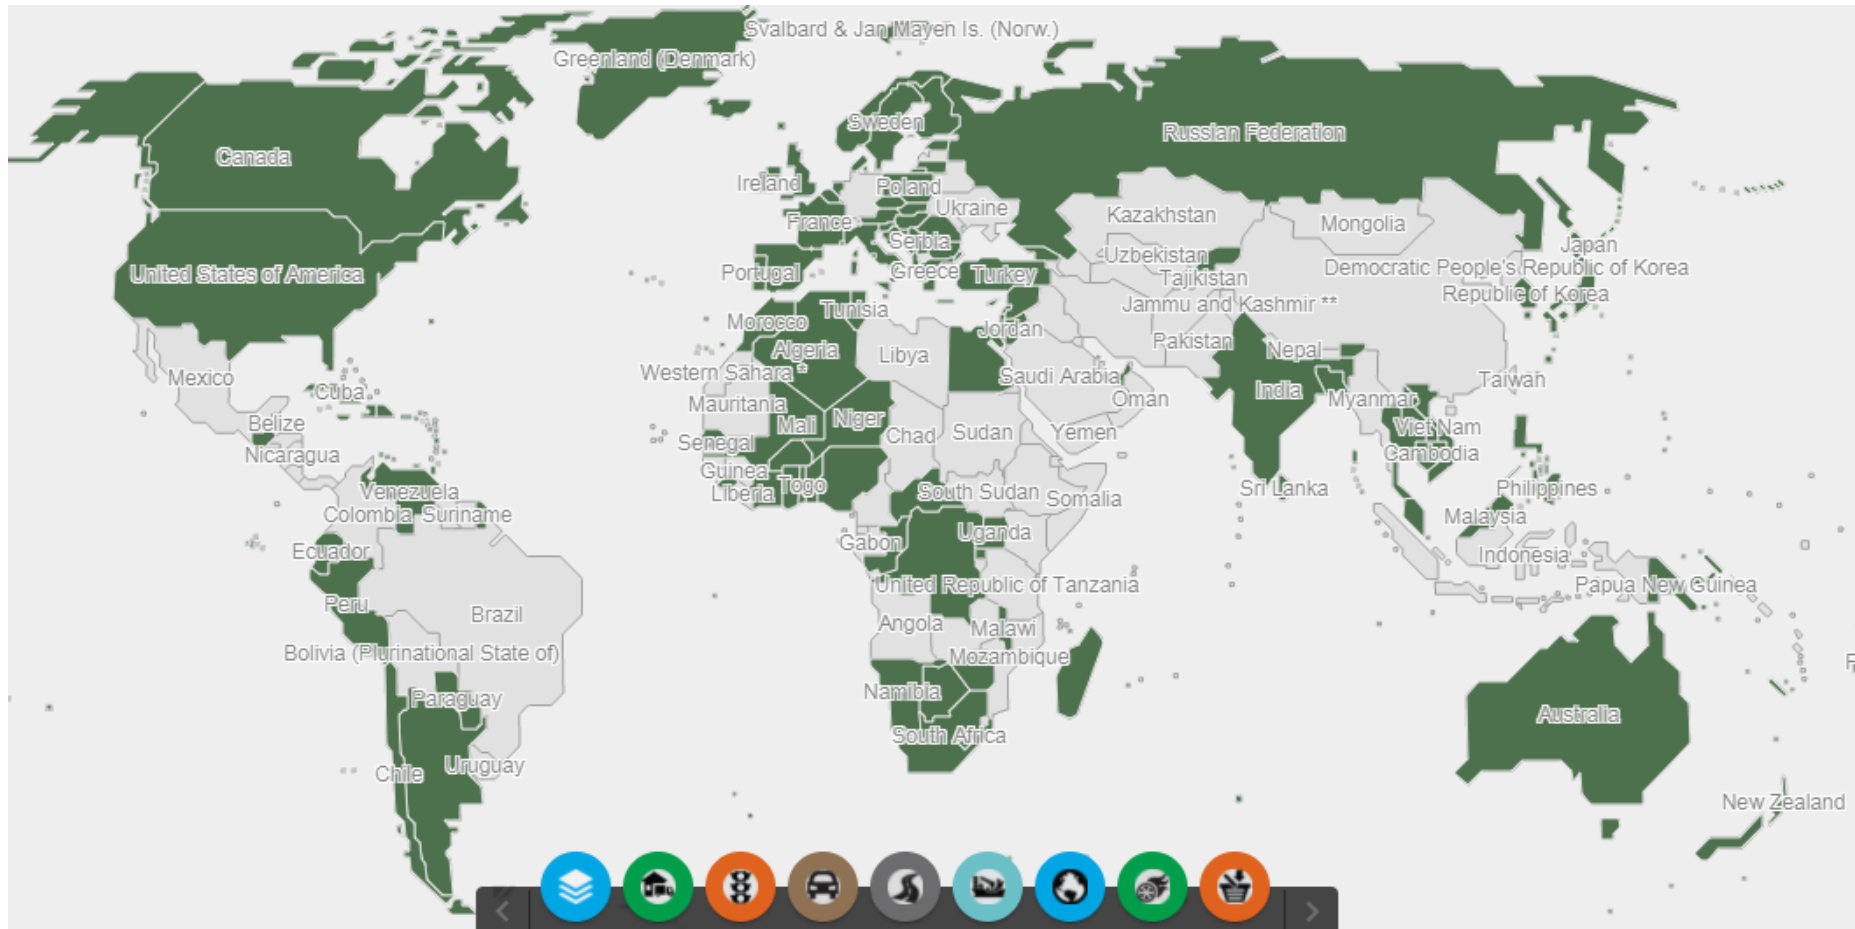 Svalbard & Jan Mayen Is. (Norw.)
Greenland (Denmark)
Sweden
Russian Federation
Canada
Ireland
Poland
Ukraine
Kazakhstan
Mongolia
France
Serbia
Japan
Uzbekistan
Democratic People's Republic of Korea
United States of America
Portugal
Greece
Turkey
Tajikistan
Republic of Korea
Tunisia
Jammu and Kashmir **
Morocco
Jordan
Algeria
Libya
Pakistan
Nepal
Western Sahara *
Saudi Arabia
Taiwan
Mexico
Cuba
India
Oman
Myanmar
Mauritania
Niger
Belize
Mali
Chad
Sudan
Yemen
Viet Nam
Senegal
Nicaragua
Cambodia
Guinea
Togo
Liberia
Venezuela
South Sudan
Somalia
Sri Lanka
Philippines
Colombia
Suriname
Malaysia
Uganda
Gabon
Ecuador
Indonesia
United Republic of Tanzania
Papua New Guinea
Peru
Brazil
Angola
Malawi
Bolivia (Plurinational State of)
Mozambique
Paraguay
Namibia
Australia
South Africa
Uruguay
Chile
New Zealand
F